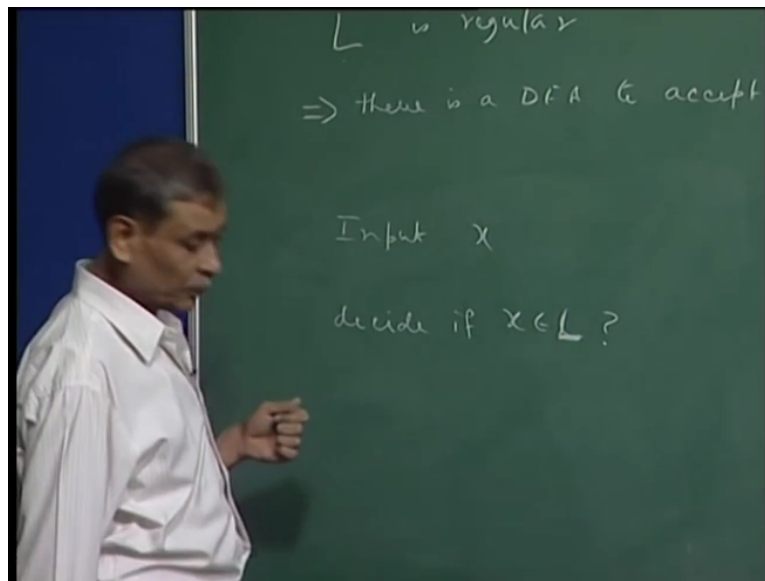 L is regular
⇒ there is a DFA to accept
Input x
decide if x ∈ L ?